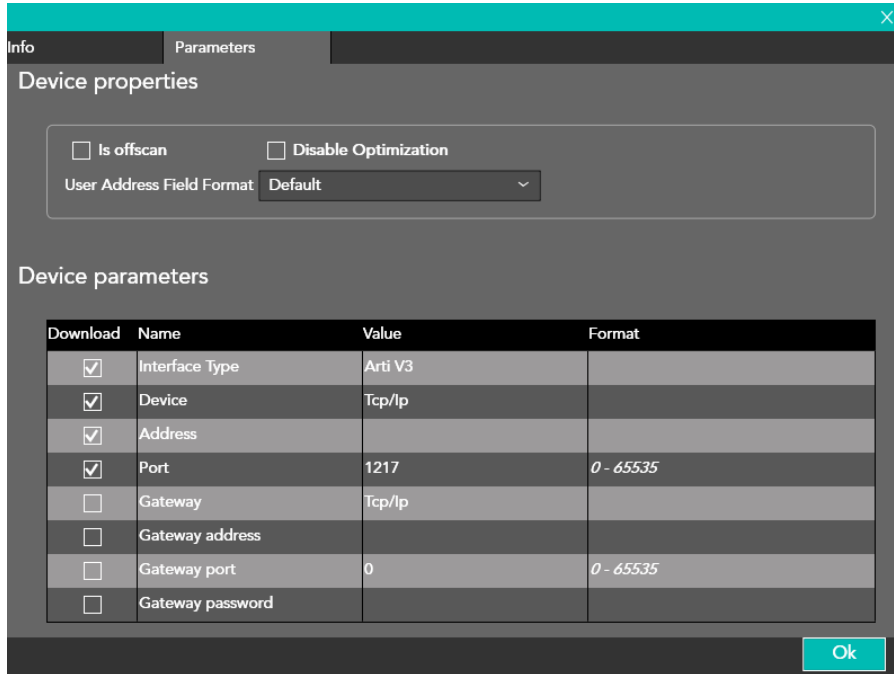 X
Info Parameters
Device properties
Is offscan Disable Optimization
User Address Field Format Default
Device parameters
Download Name Value Format
Interface Type Arti V3
Device Tcp/Ip
Address
Port 1217 0 - 65535
Gateway Tcp/Ip
Gateway address
Gateway port 0 0 - 65535
Gateway password
Ok